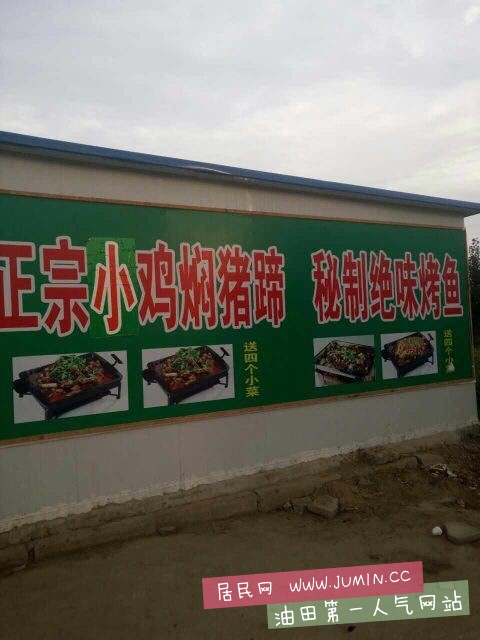 正宗小鸡焖猪蹄 秘制绝味烤鱼
送四个小菜
送四个小
居民网 WWW.JUMIN.CC
油田第一人气网站